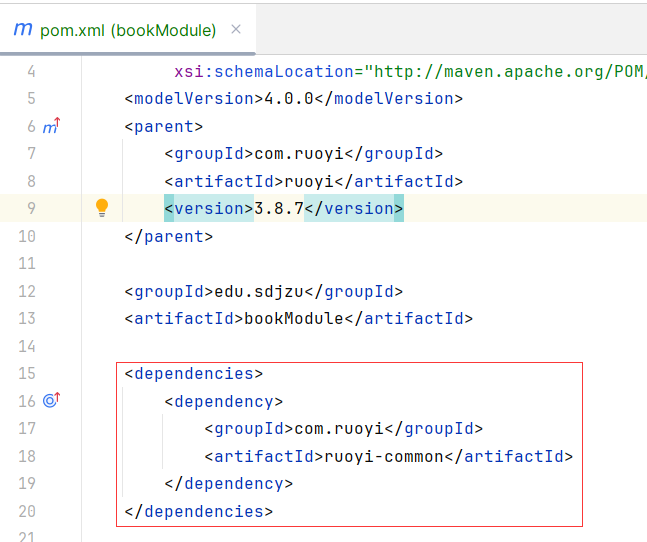 m pom.xml (bookModule) ×
4 xsi:schemaLocation="http://maven.apache.org/POM/
5 <modelVersion>4.0.0</modelVersion>
6 m <parent>
7 <groupId>com.ruoyi</groupId>
8 <artifactId>ruoyi</artifactId>
9 <version>3.8.7</version>
10 </parent>
11
12 <groupId>edu.sdjzu</groupId>
13 <artifactId>bookModule</artifactId>
14
15 <dependencies>
16 <dependency>
17 <groupId>com.ruoyi</groupId>
18 <artifactId>ruoyi-common</artifactId>
19 </dependency>
20 </dependencies>
21